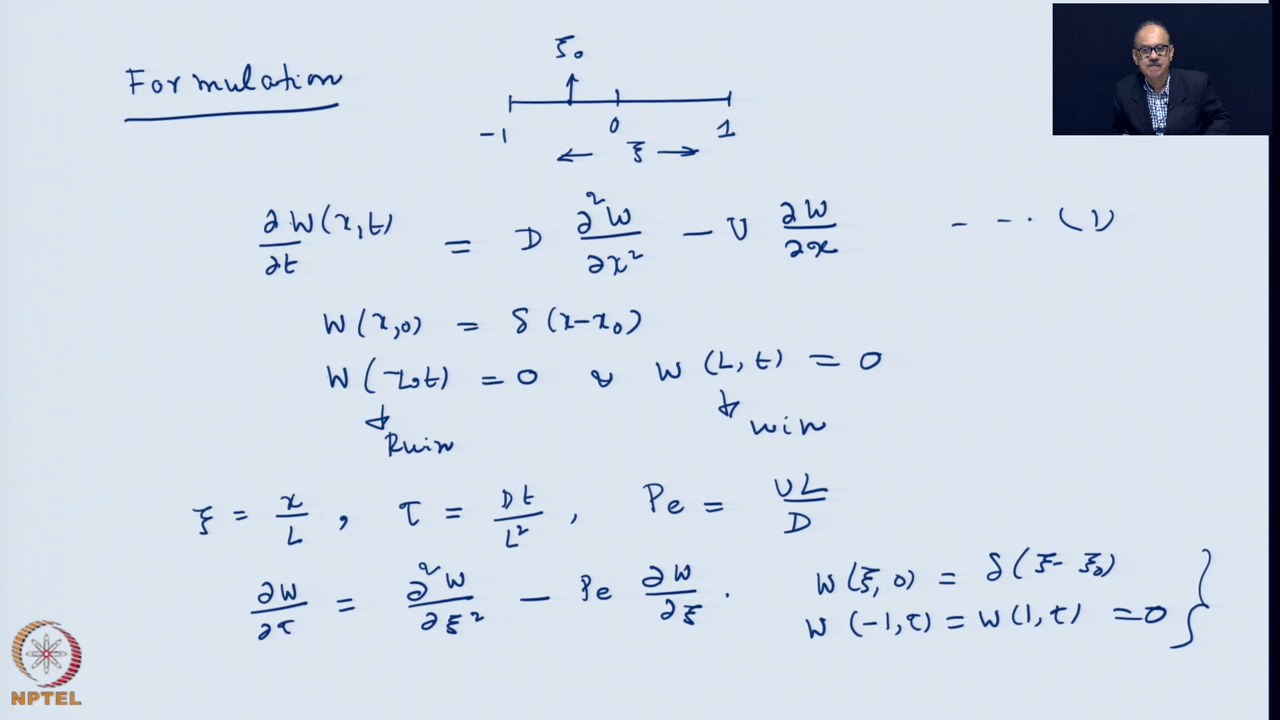 Formulation
ξ₀
-1 0 1
← ξ →
∂W(x,t)/∂t = D ∂²W/∂x² - U ∂W/∂x - - - · (1)
W(x,0) = δ(x-x₀)
W(-L,t) = 0 & W(L,t) = 0
Ruin Win
ξ = x/L, τ = Dt/L², Pe = UL/D
∂W/∂τ = ∂²W/∂ξ² - Pe ∂W/∂ξ.
W(ξ,0) = δ(ξ-ξ₀)
W(-1,τ) = W(1,τ) = 0 }
NPTEL